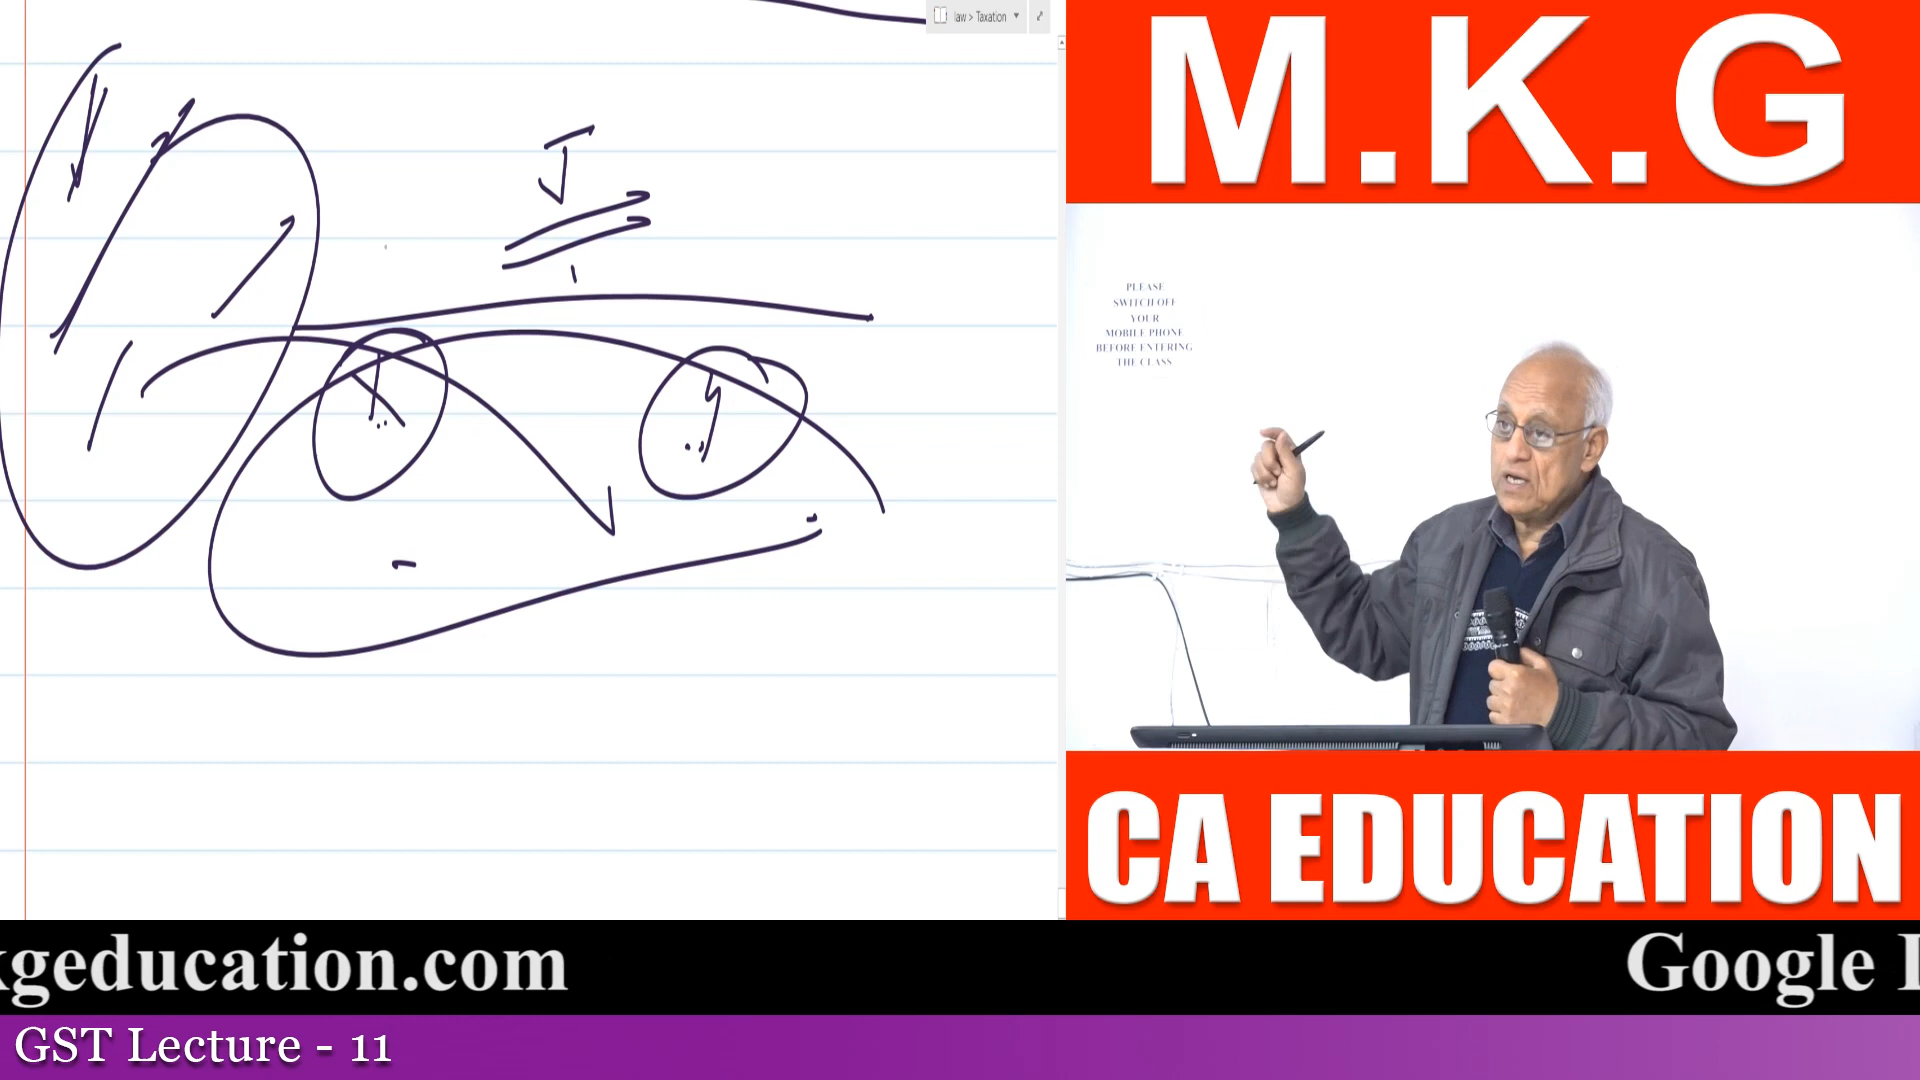 law > Taxation
M.K.G
PLEASE
SWITCH OFF
YOUR
MOBILE PHONE
BEFORE ENTERING
THE CLASS
CA EDUCATION
kgeducation.com
Google
GST Lecture - 11